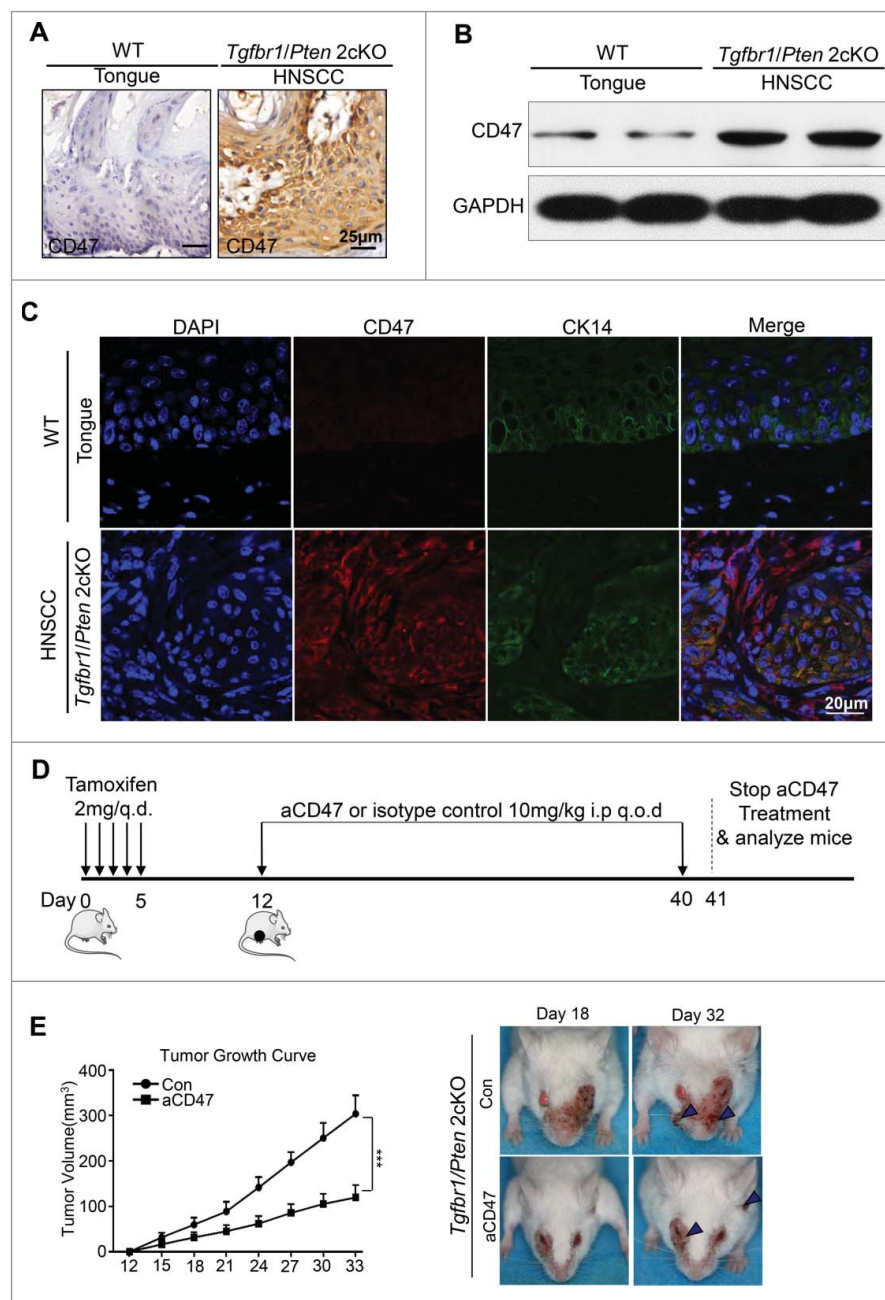 A
WT
Tgfbr1/Pten 2cKO
Tongue
HNSCC
CD47
CD47
25μm
B
WT
Tgfbr1/Pten 2cKO
Tongue
HNSCC
CD47
GAPDH
C
DAPI
CD47
CK14
Merge
WT
Tongue
HNSCC
Tgfbr1/Pten 2cKO
20μm
D
Tamoxifen
2mg/q.d.
aCD47 or isotype control 10mg/kg i.p q.o.d
Stop aCD47
Treatment
& analyze mice
Day 0
5
12
40
41
E
Tumor Growth Curve
Con
aCD47
Tumor Volume(mm³)
400
300
200
100
0
12 15 18 21 24 27 30 33
***
Day 18
Day 32
Tgfbr1/Pten 2cKO
Con
aCD47